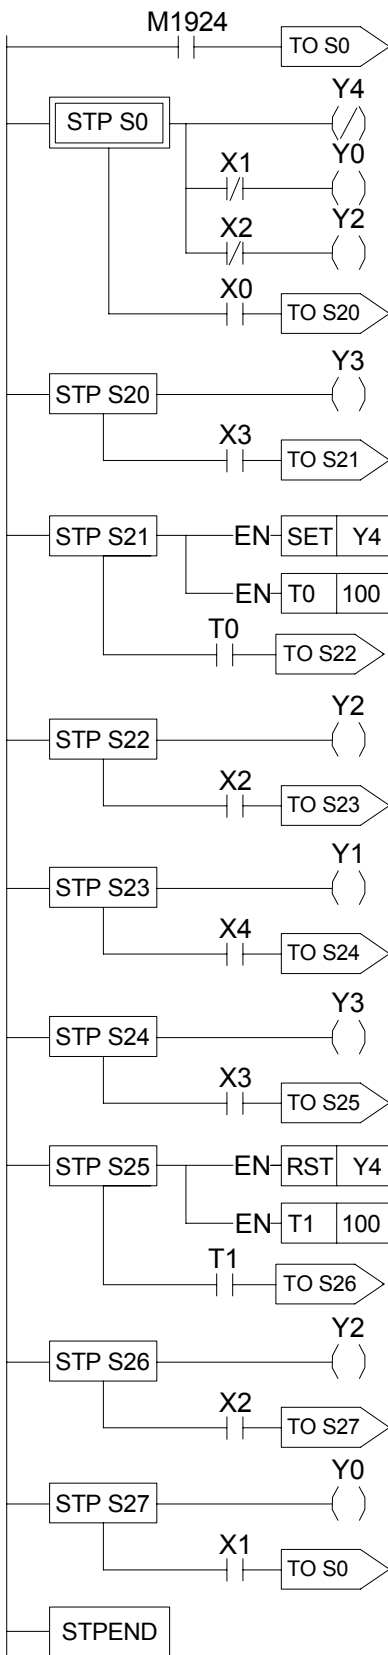 M1924
TO S0
Y4
STP S0
X1 Y0
X2 Y2
X0
TO S20
Y3
STP S20
X3
TO S21
STP S21 EN SET Y4
EN T0 100
T0
TO S22
Y2
STP S22
X2
TO S23
Y1
STP S23
X4
TO S24
Y3
STP S24
X3
TO S25
STP S25 EN RST Y4
EN T1 100
T1
TO S26
Y2
STP S26
X2
TO S27
Y0
STP S27
X1
TO S0
STPEND